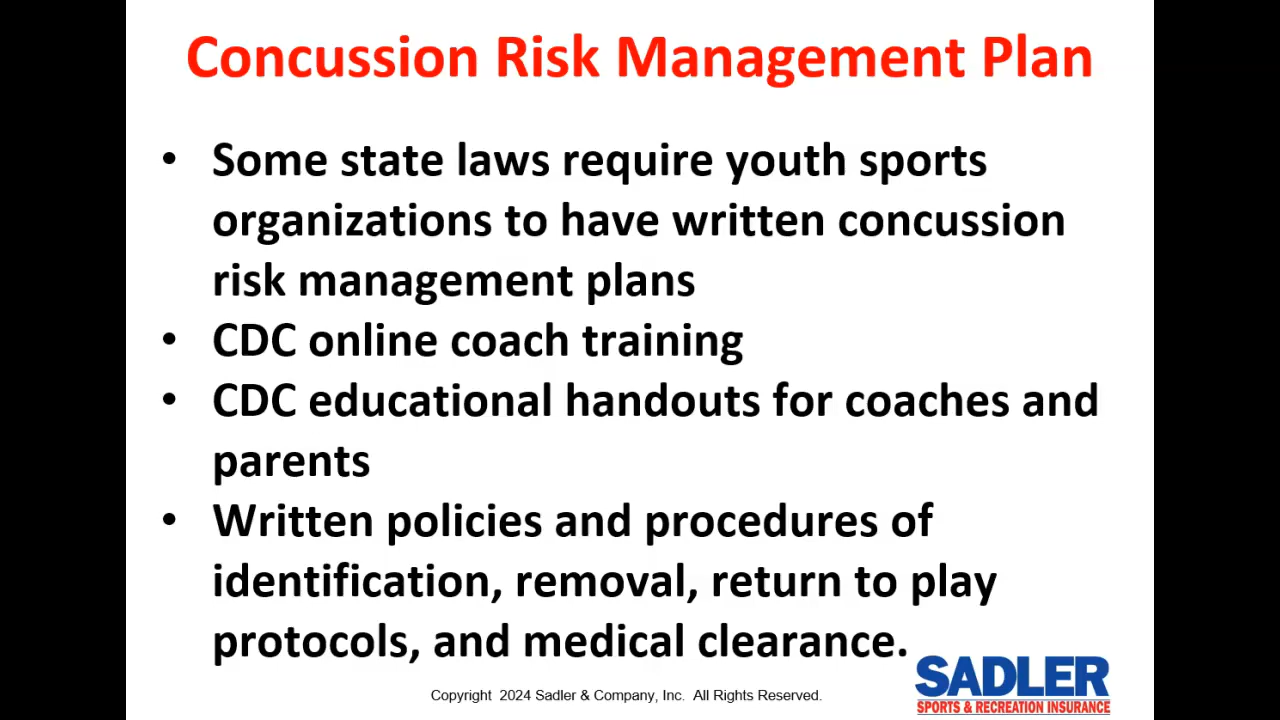 Concussion Risk Management Plan
• Some state laws require youth sports
organizations to have written concussion
risk management plans
• CDC online coach training
• CDC educational handouts for coaches and
parents
• Written policies and procedures of
identification, removal, return to play
protocols, and medical clearance.
Copyright 2024 Sadler & Company, Inc. All Rights Reserved.
SADLER
SPORTS & RECREATION INSURANCE